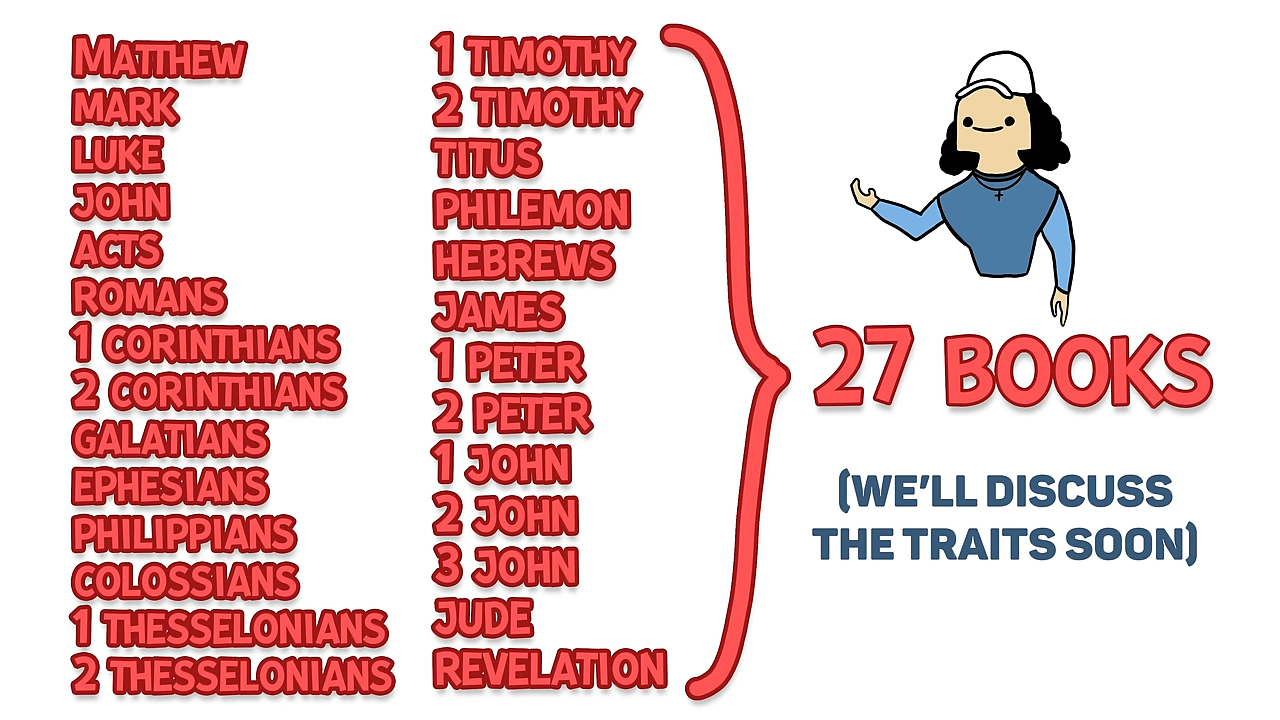 MATTHEW
MARK
LUKE
JOHN
ACTS
ROMANS
1 CORINTHIANS
2 CORINTHIANS
GALATIANS
EPHESIANS
PHILIPPIANS
COLOSSIANS
1 THESSELONIANS
2 THESSELONIANS
1 TIMOTHY
2 TIMOTHY
TITUS
PHILEMON
HEBREWS
JAMES
1 PETER
2 PETER
1 JOHN
2 JOHN
3 JOHN
JUDE
REVELATION
27 BOOKS
(WE'LL DISCUSS
THE TRAITS SOON)